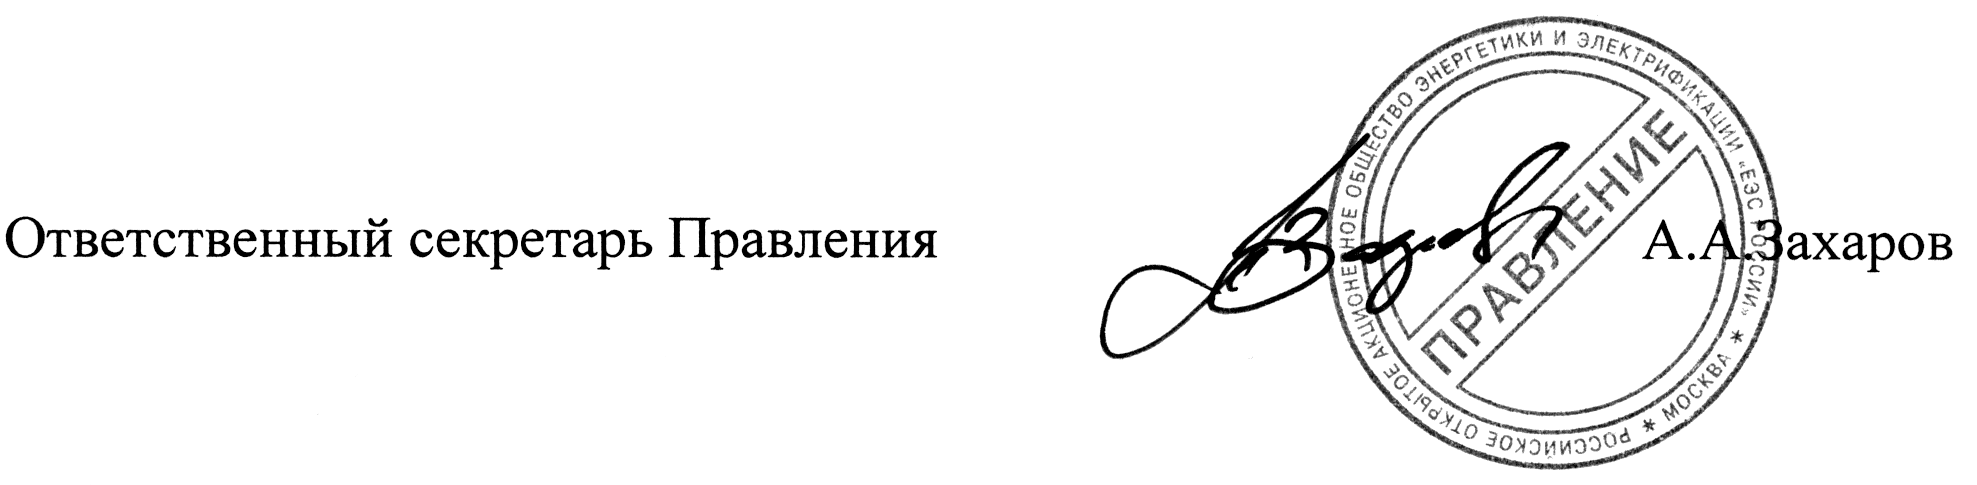 Ответственный секретарь Правления А.А.Захаров
РОССИЙСКОЕ ОТКРЫТОЕ АКЦИОНЕРНОЕ ОБЩЕСТВО ЭНЕРГЕТИКИ И ЭЛЕКТРИФИКАЦИИ «ЕЭС РОССИИ» * МОСКВА *
ПРАВЛЕНИЕ